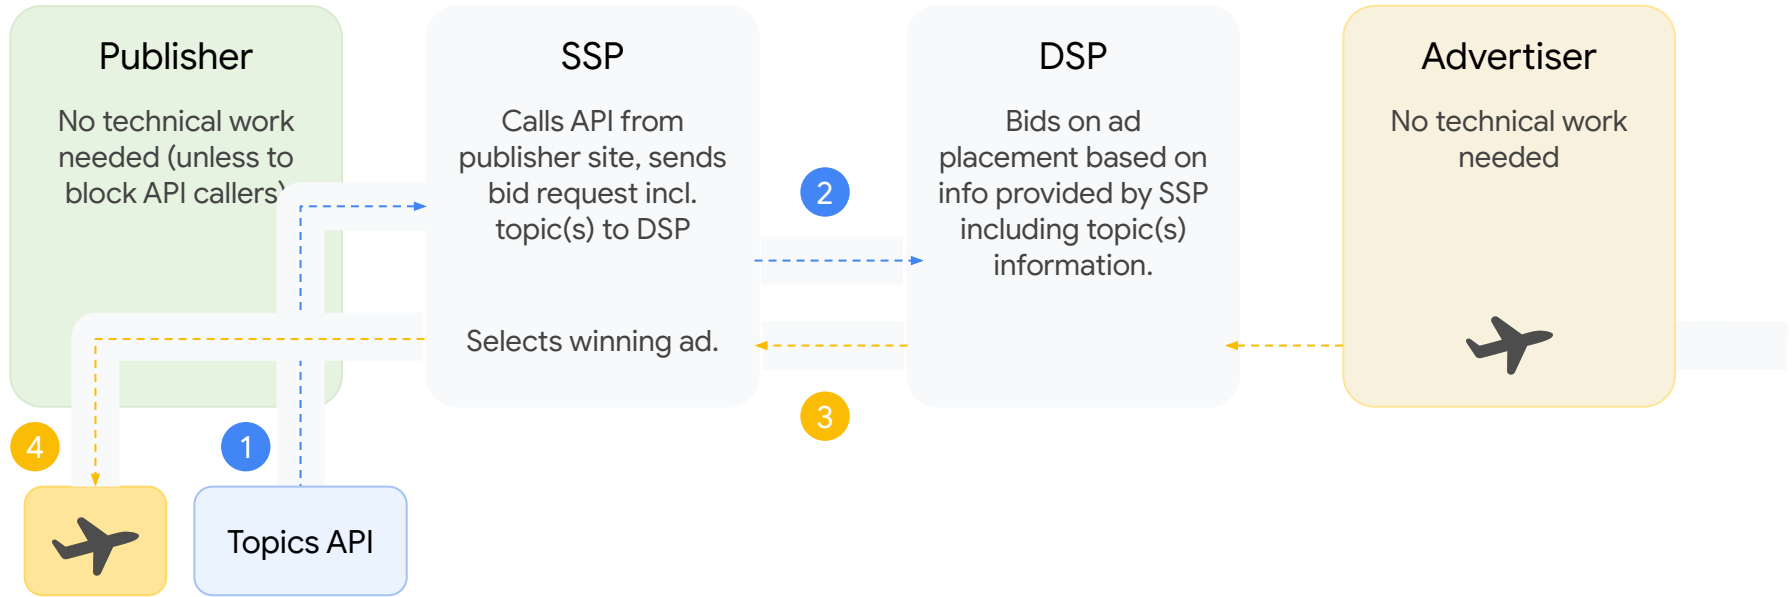 Publisher
No technical work
needed (unless to
block API callers)
SSP
Calls API from
publisher site, sends
bid request incl.
topic(s) to DSP
Selects winning ad.
2
3
DSP
Bids on ad
placement based on
info provided by SSP
including topic(s)
information.
Advertiser
No technical work
needed
4
1
Topics API